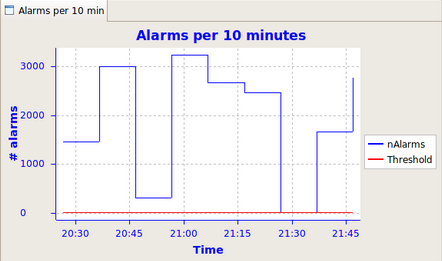 Alarms per 10 min
Alarms per 10 minutes
# alarms
3000
2000
1000
0
20:30 20:45 21:00 21:15 21:30 21:45
Time
nAlarms
Threshold